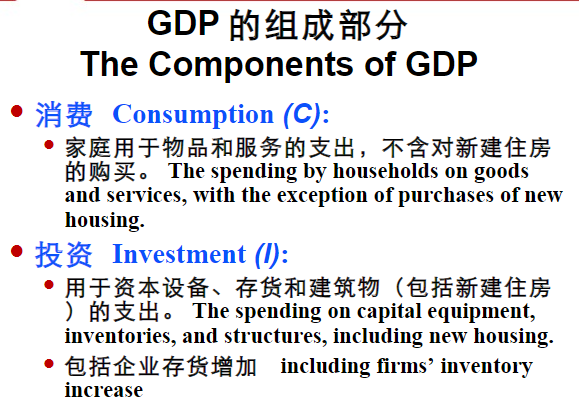 GDP 的组成部分
The Components of GDP
• 消费 Consumption (C):
• 家庭用于物品和服务的支出，不含对新建住房
的购买。 The spending by households on goods
and services, with the exception of purchases of new
housing.
• 投资 Investment (I):
• 用于资本设备、存货和建筑物（包括新建住房
）的支出。 The spending on capital equipment,
inventories, and structures, including new housing.
• 包括企业存货增加 including firms’ inventory
increase